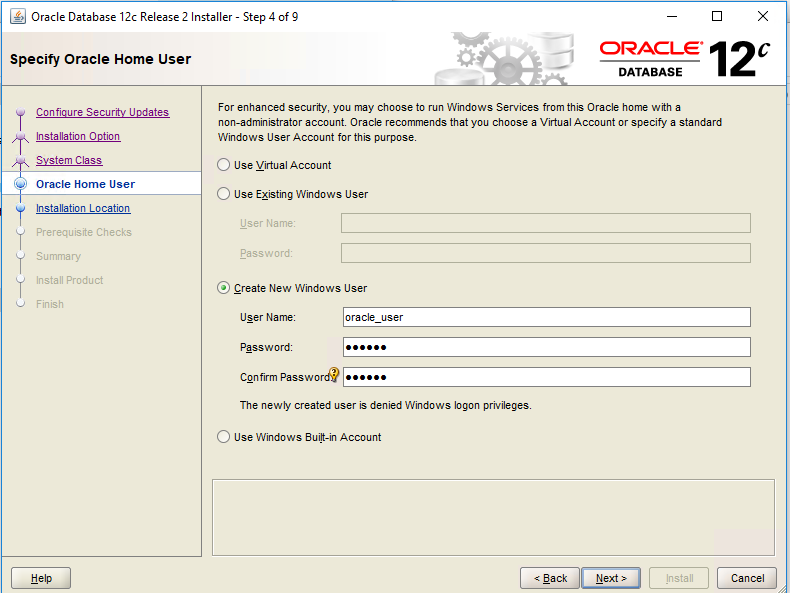 Oracle Database 12c Release 2 Installer - Step 4 of 9
Specify Oracle Home User
ORACLE®
DATABASE
12c
Configure Security Updates
Installation Option
System Class
Oracle Home User
Installation Location
Prerequisite Checks
Summary
Install Product
Finish
For enhanced security, you may choose to run Windows Services from this Oracle home with a
non-administrator account. Oracle recommends that you choose a Virtual Account or specify a standard
Windows User Account for this purpose.
Use Virtual Account
Use Existing Windows User
User Name:
Password:
Create New Windows User
User Name: oracle_user
Password: ●●●●●●
Confirm Password: ●●●●●●
The newly created user is denied Windows logon privileges.
Use Windows Built-in Account
Help
< Back
Next >
Install
Cancel